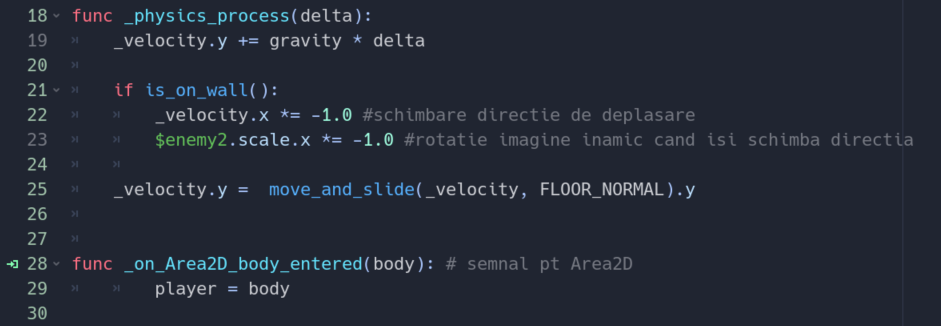 18 func _physics_process(delta):
19 _velocity.y += gravity * delta
20
21 if is_on_wall():
22 _velocity.x *= -1.0 #schimbare directie de deplasare
23 $enemy2.scale.x *= -1.0 #rotatie imagine inamic cand isi schimba directia
24
25 _velocity.y =  move_and_slide(_velocity, FLOOR_NORMAL).y
26
27
28 func _on_Area2D_body_entered(body): # semnal pt Area2D
29 player = body
30